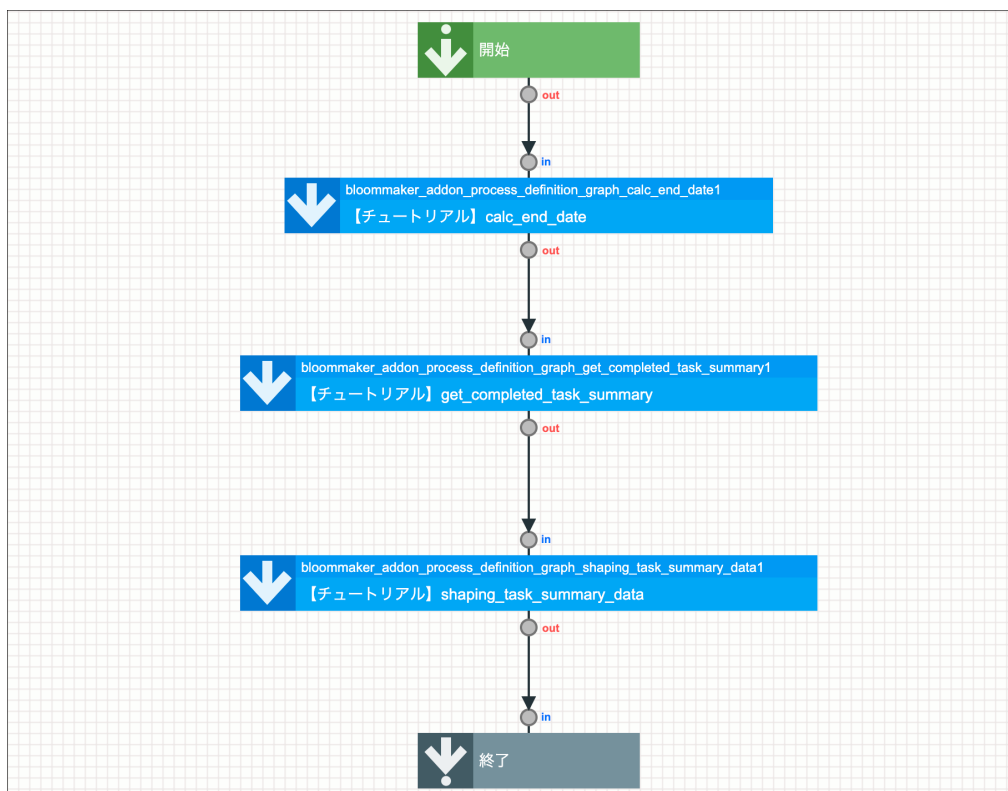 開始
out
in
bloommaker_addon_process_definition_graph_calc_end_date1
【チュートリアル】calc_end_date
out
in
bloommaker_addon_process_definition_graph_get_completed_task_summary1
【チュートリアル】get_completed_task_summary
out
in
bloommaker_addon_process_definition_graph_shaping_task_summary_data1
【チュートリアル】shaping_task_summary_data
out
in
終了